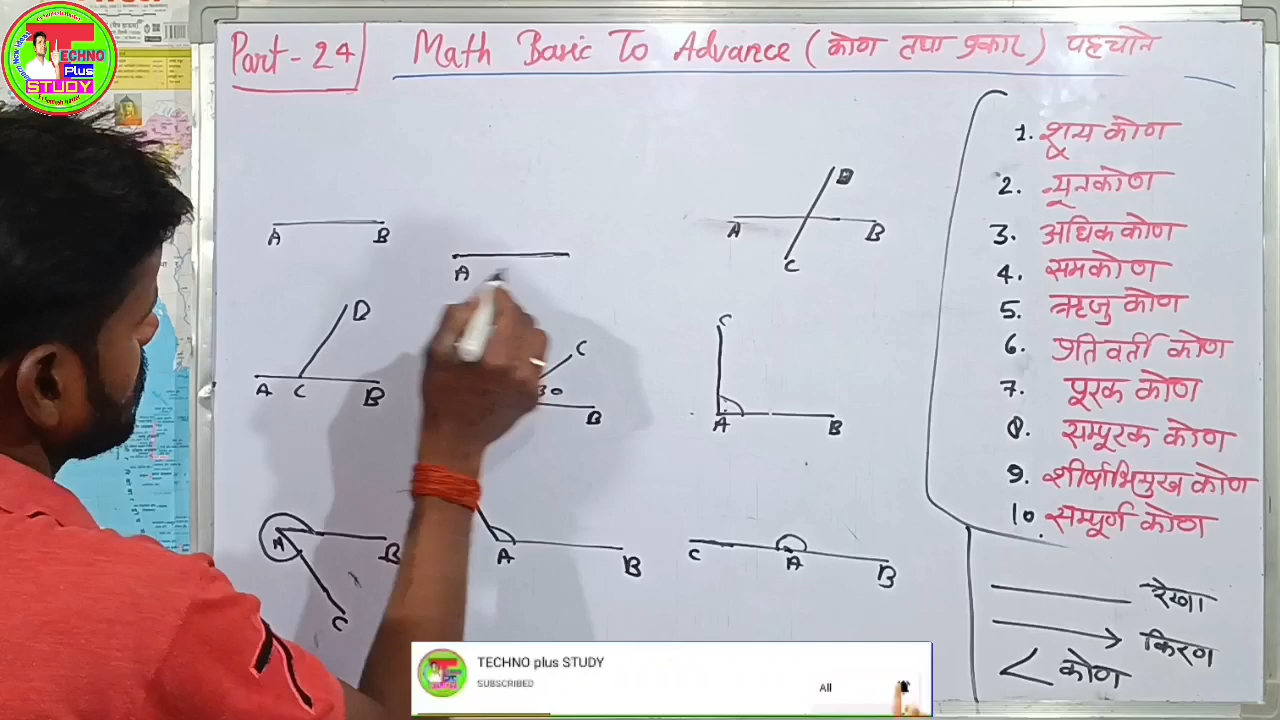 TECHNO
Plus
STUDY
Part - 24
Math Basic To Advance (कोण तथा प्रकार) पहचाने
1. शून्य कोण
2. न्यूनकोण
3. अधिक कोण
4. समकोण
5. ऋजु कोण
6. प्रतिवर्ती कोण
7. पूरक कोण
8. सम्पूरक कोण
9. शीर्षाभिमुख कोण
10. सम्पूर्ण कोण
रेखा
किरण
कोण
A B
A
A B C D
A C B D
30 B C
A B C
A B C
A B
C A B
TECHNO plus STUDY
SUBSCRIBED
All